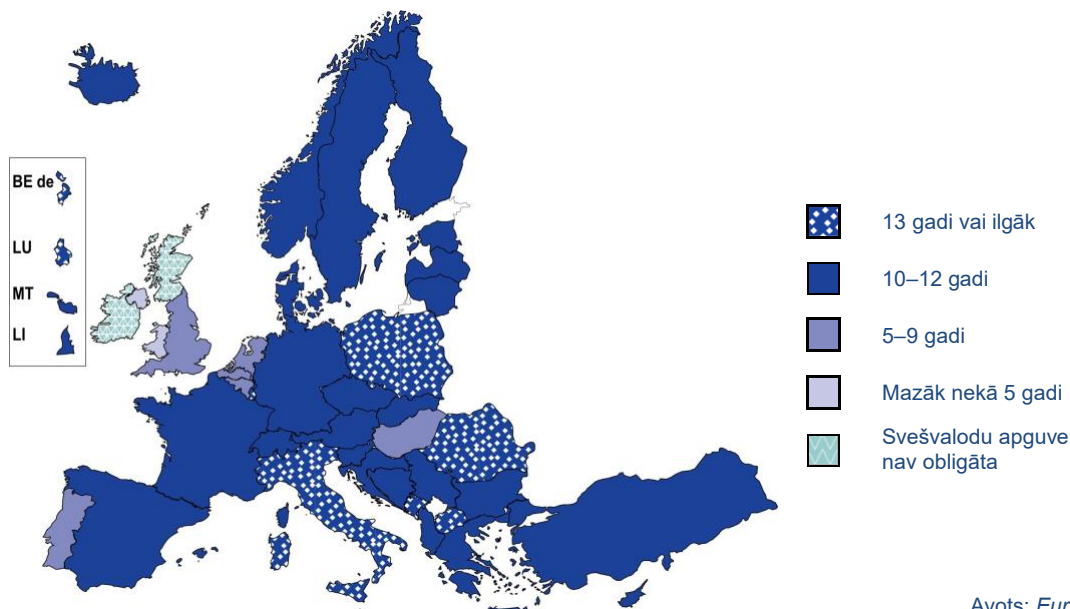 BE de
LU
MT
LI
13 gadi vai ilgāk
10–12 gadi
5–9 gadi
Mazāk nekā 5 gadi
Svešvalodu apguve
nav obligāta
Avots: Eur